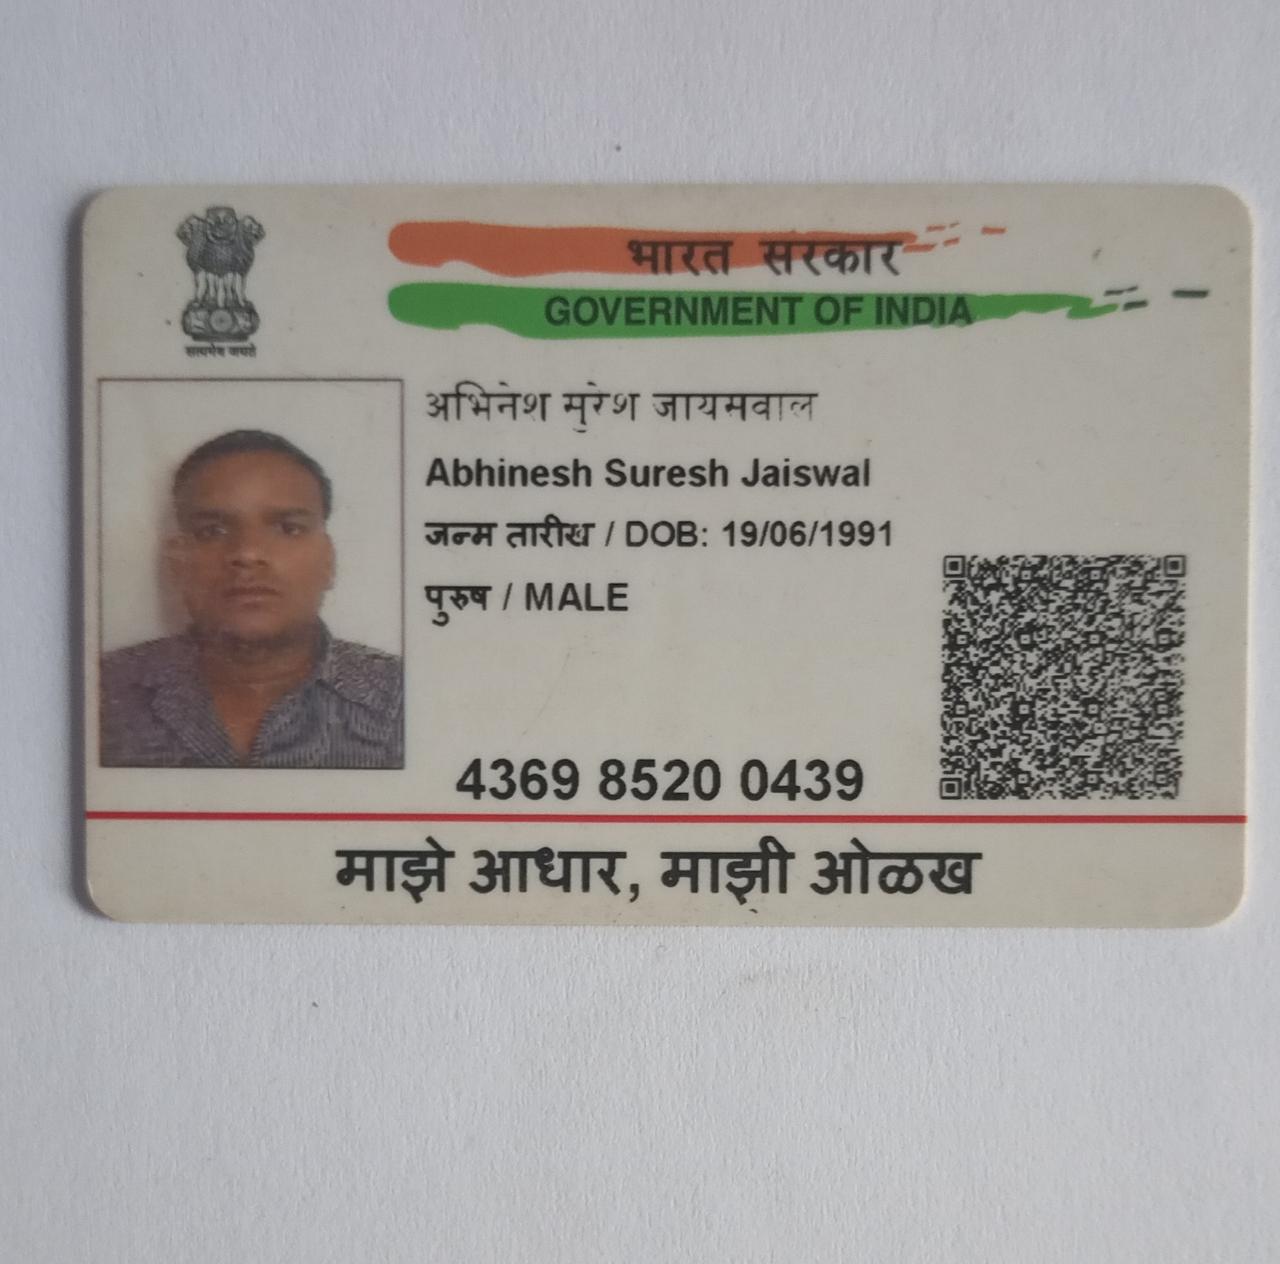 भारत सरकार
GOVERNMENT OF INDIA
सत्यमेव जयते
अभिनेश सुरेश जायसवाल
Abhinesh Suresh Jaiswal
जन्म तारीख / DOB: 19/06/1991
पुरुष / MALE
4369 8520 0439
माझे आधार, माझी ओळख